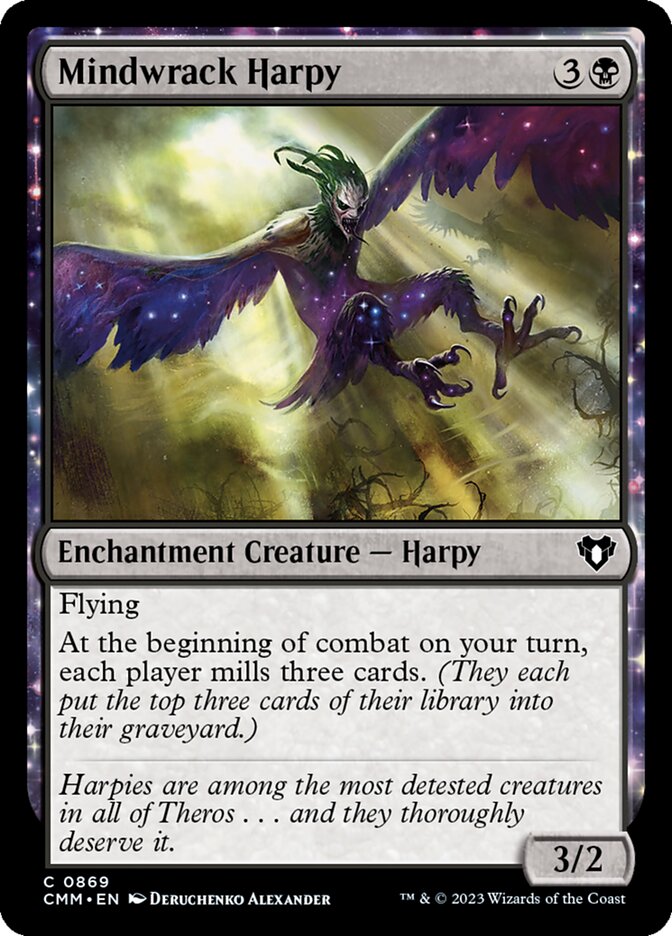 Mindwrack Harpy 3
Enchantment Creature — Harpy
Flying
At the beginning of combat on your turn,
each player mills three cards. (They each
put the top three cards of their library into
their graveyard.)
Harpies are among the most detested creatures
in all of Theros . . . and they thoroughly
deserve it.
3/2
C 0869
CMM • EN Deruchenko Alexander
™ & © 2023 Wizards of the Coast